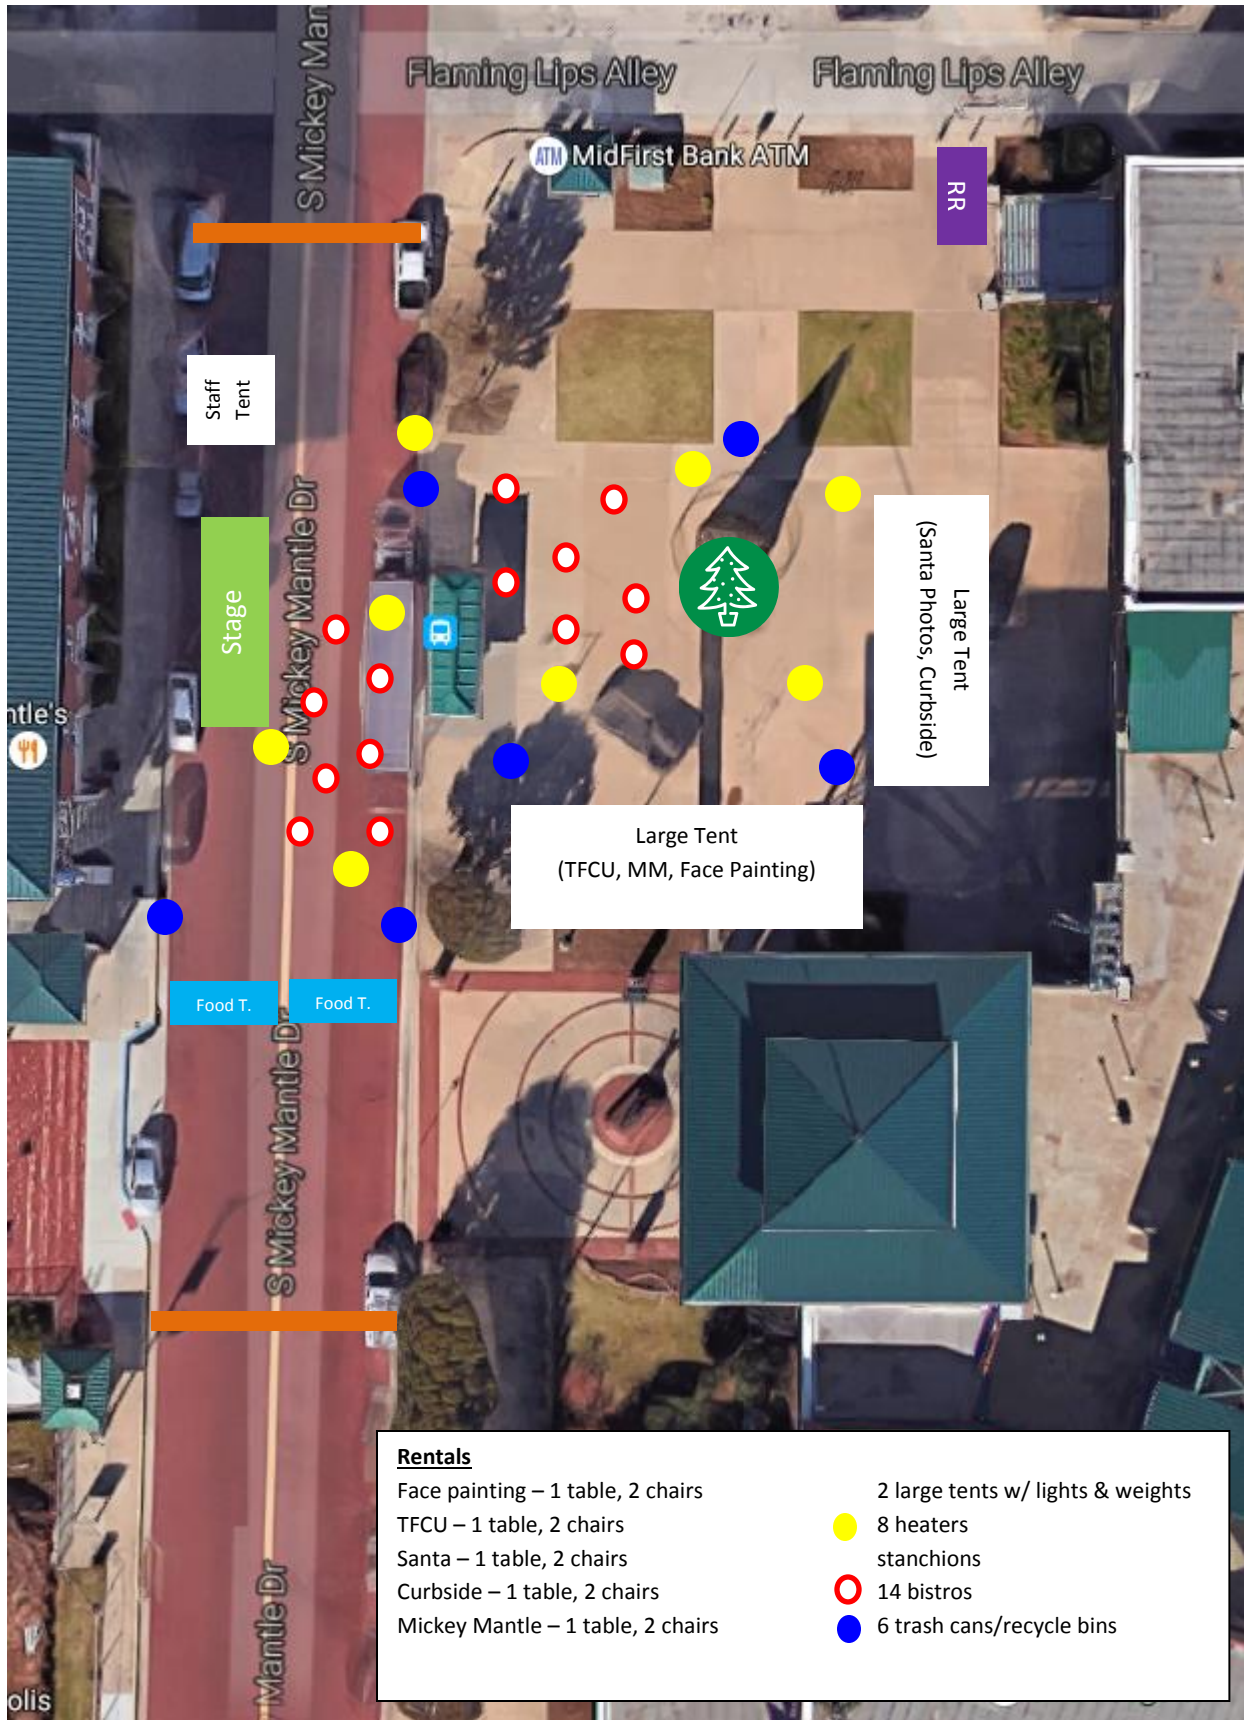 Flaming Lips Alley
Flaming Lips Alley
S Mickey Man
ATM
MidFirst Bank ATM
RR
Staff
Tent
S Mickey Mantle Dr
Stage
Large Tent
(Santa Photos, Curbside)
ntle's
Large Tent
(TFCU, MM, Face Painting)
Food T.
Food T.
S Mickey Mantle Dr
Mantle Dr
olis
Rentals
Face painting – 1 table, 2 chairs
TFCU – 1 table, 2 chairs
Santa – 1 table, 2 chairs
Curbside – 1 table, 2 chairs
Mickey Mantle – 1 table, 2 chairs
2 large tents w/ lights & weights
8 heaters
stanchions
14 bistros
6 trash cans/recycle bins